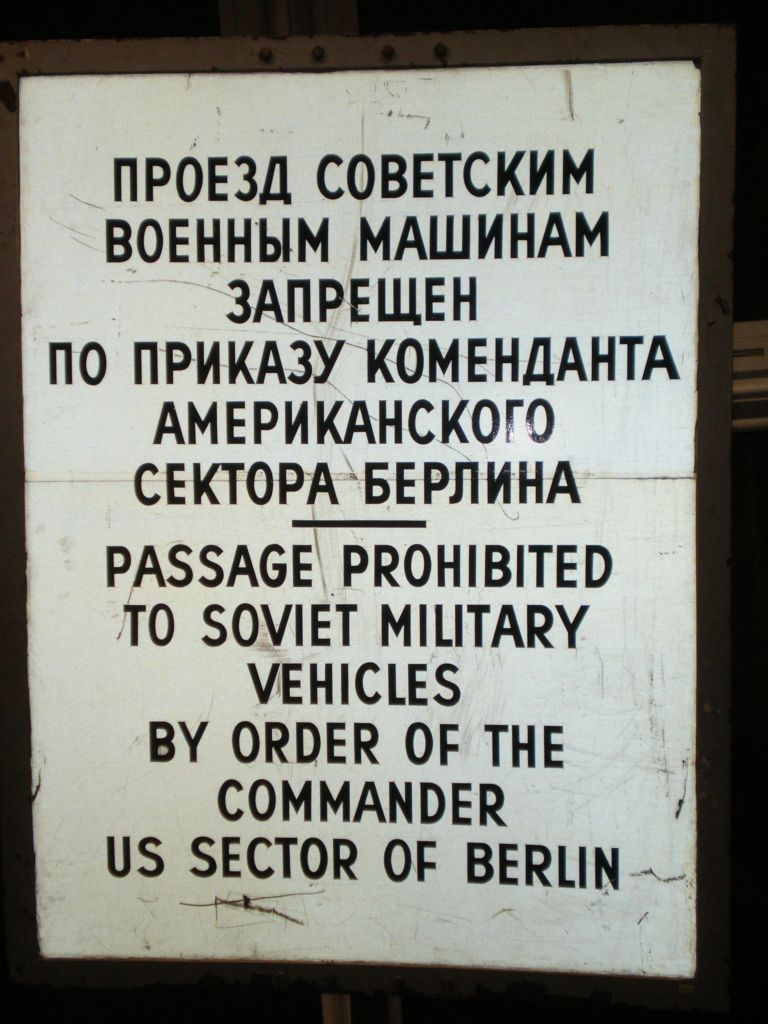 ПРОЕЗД СОВЕТСКИМ
ВОЕННЫМ МАШИНАМ
ЗАПРЕЩЕН
ПО ПРИКАЗУ КОМЕНДАНТА
АМЕРИКАНСКОГО
СЕКТОРА БЕРЛИНА
PASSAGE PROHIBITED
TO SOVIET MILITARY
VEHICLES
BY ORDER OF THE
COMMANDER
US SECTOR OF BERLIN